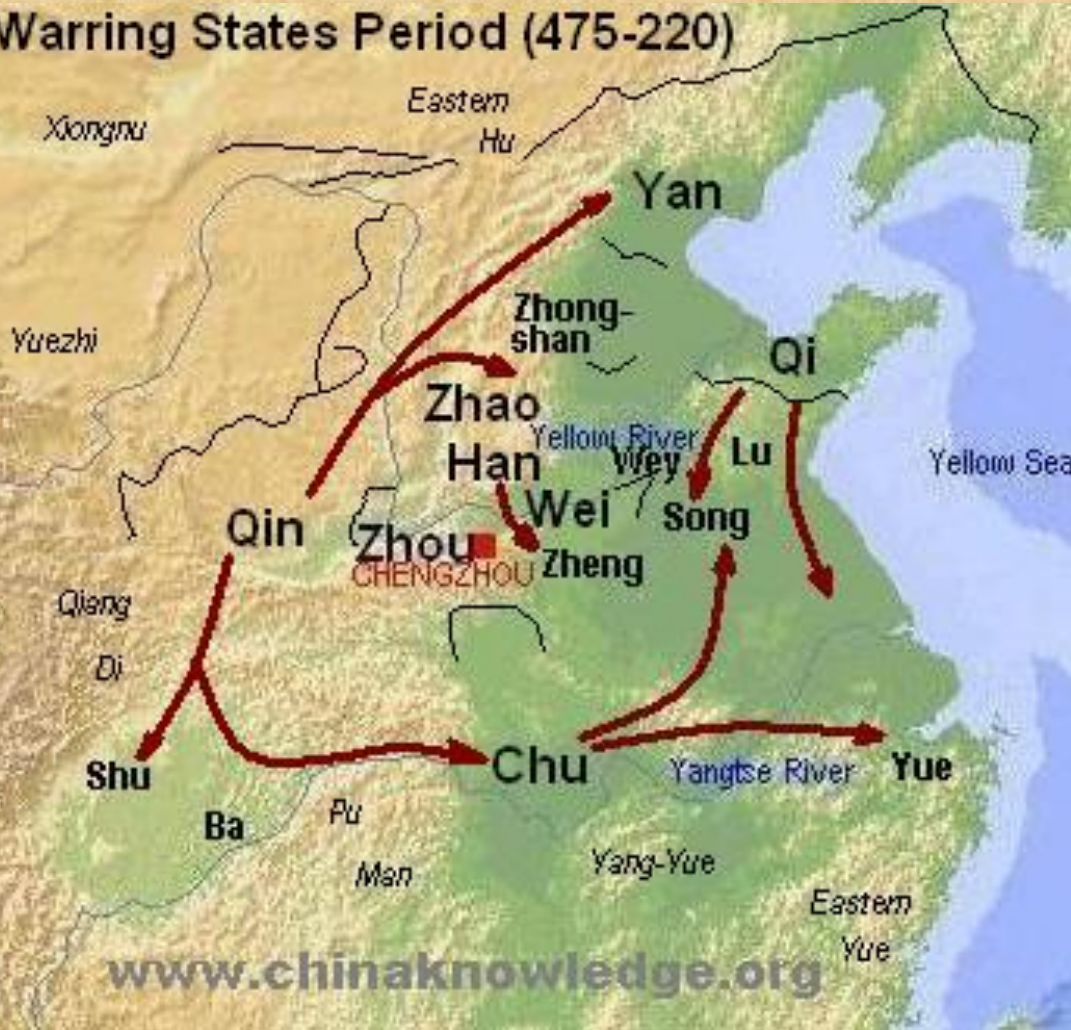 Warring States Period (475-220)
Eastern
Hu
Xiongnu
Yan
Zhong-
shan
Yuezhi
Qi
Zhao
Yellow River
Han
Wey
Lu
Yellow Sea
Qin
Wei
Song
Zhou
Zheng
CHENGZHOU
Qiang
Di
Shu
Chu
Yangtse River
Yue
Ba
Pu
Man
Yang-Yue
Eastern
Yue
www.chinaknowledge.org